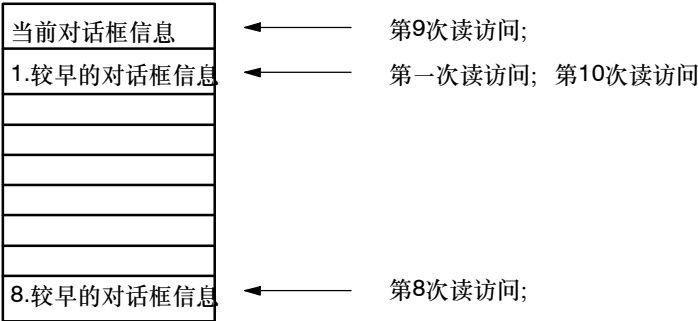 当前对话框信息 第9次读访问;
1.较早的对话框信息 第一次读访问; 第10次读访问
8.较早的对话框信息 第8次读访问;